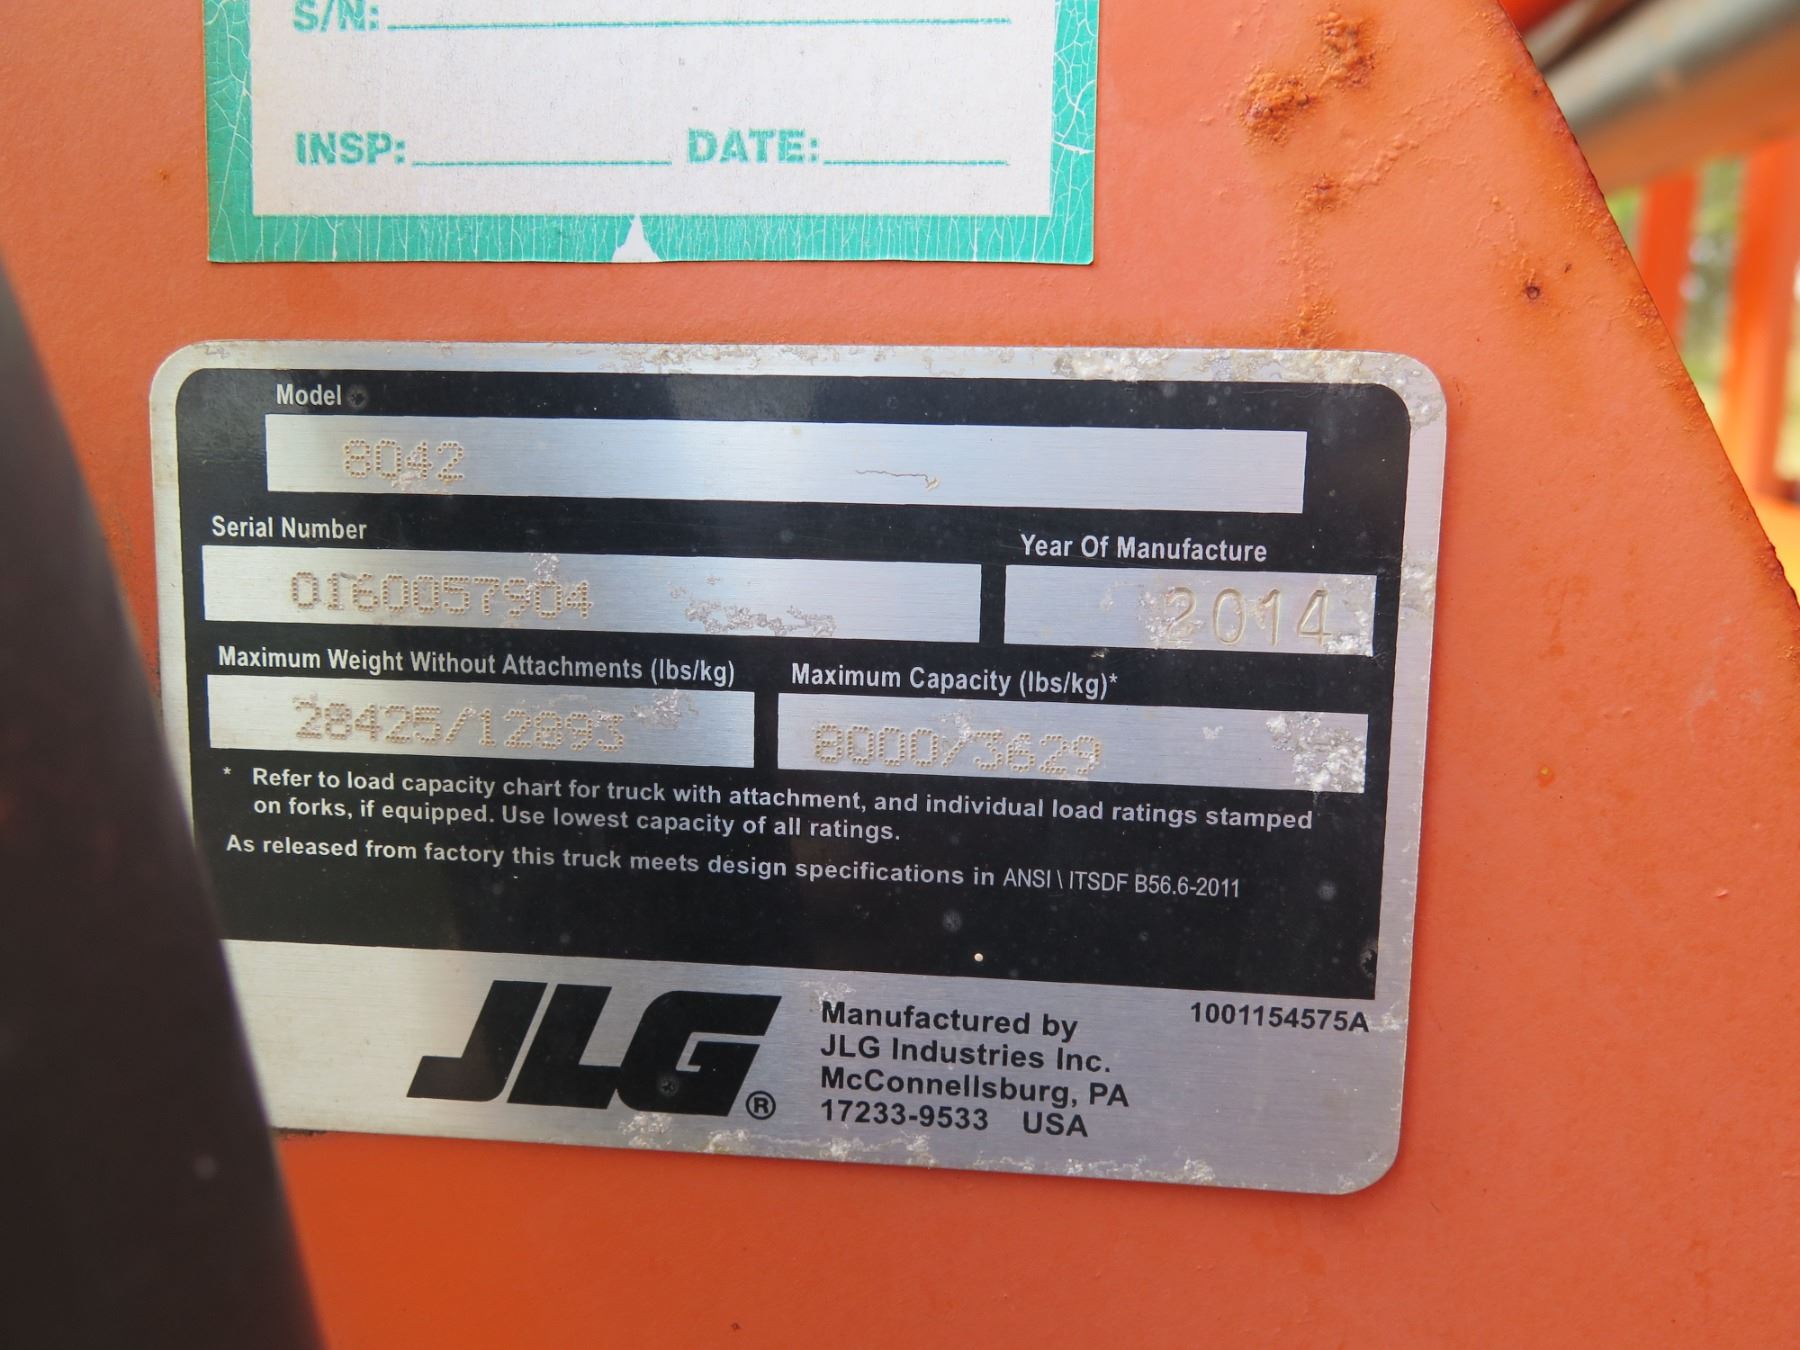 S/N:
INSP: DATE:
Model
8042
Serial Number
0160057904
Year Of Manufacture
2014
Maximum Weight Without Attachments (lbs/kg)
28425/12893
Maximum Capacity (lbs/kg)*
8000/3629
* Refer to load capacity chart for truck with attachment, and individual load ratings stamped
on forks, if equipped. Use lowest capacity of all ratings.
As released from factory this truck meets design specifications in ANSI \ ITSDF B56.6-2011
JLG®
Manufactured by
JLG Industries Inc.
McConnellsburg, PA
17233-9533 USA
1001154575A